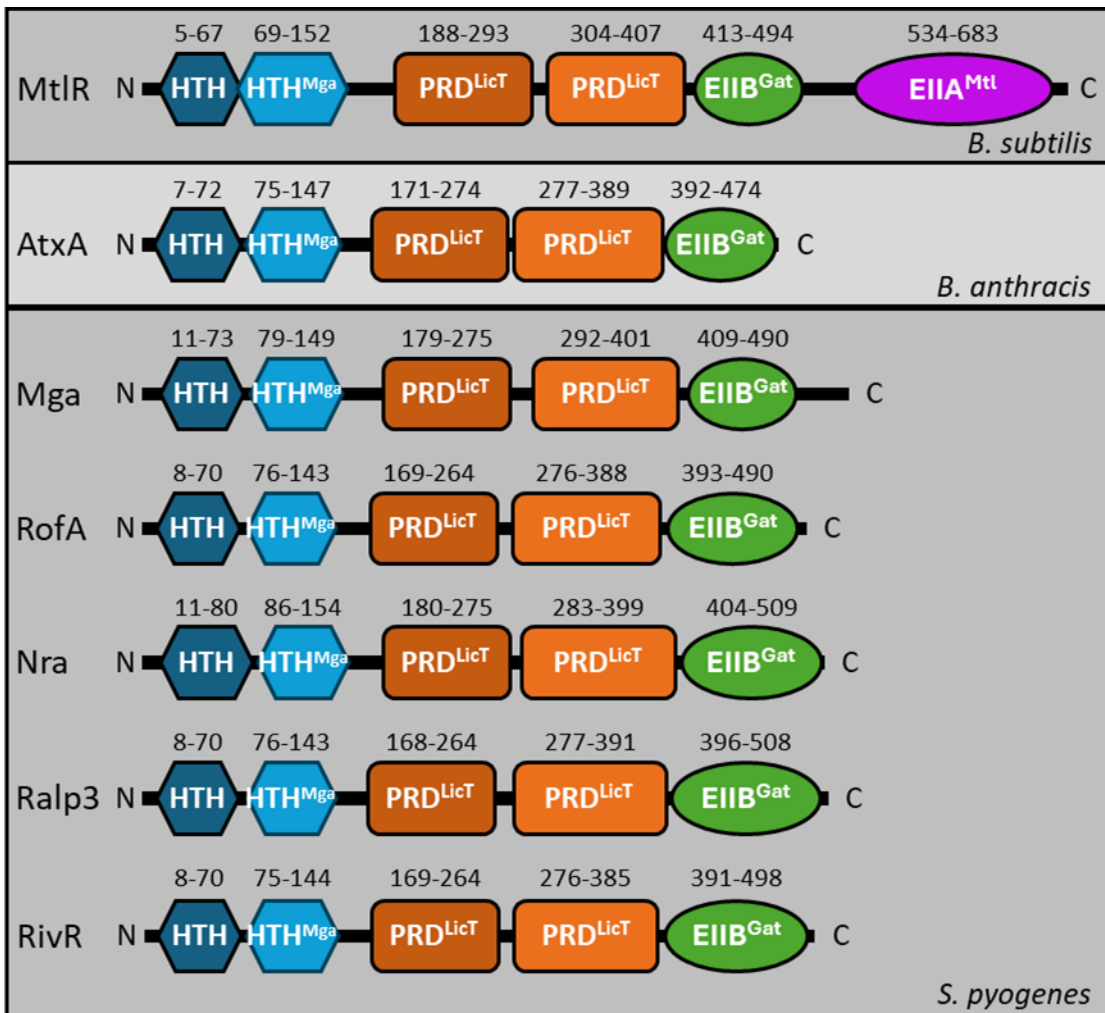 5-67 69-152 188-293 304-407 413-494 534-683
MtlR N HTH HTHMga PRDLicT PRDLicT EIIBGat EIIAMtl C
B. subtilis
7-72 75-147 171-274 277-389 392-474
AtxA N HTH HTHMga PRDLicT PRDLicT EIIBGat C
B. anthracis
11-73 79-149 179-275 292-401 409-490
Mga N HTH HTHMga PRDLicT PRDLicT EIIBGat C
8-70 76-143 169-264 276-388 393-490
RofA N HTH HTHMga PRDLicT PRDLicT EIIBGat C
11-80 86-154 180-275 283-399 404-509
Nra N HTH HTHMga PRDLicT PRDLicT EIIBGat C
8-70 76-143 168-264 277-391 396-508
Ralp3 N HTH HTHMga PRDLicT PRDLicT EIIBGat C
8-70 75-144 169-264 276-385 391-498
RivR N HTH HTHMga PRDLicT PRDLicT EIIBGat C
S. pyogenes